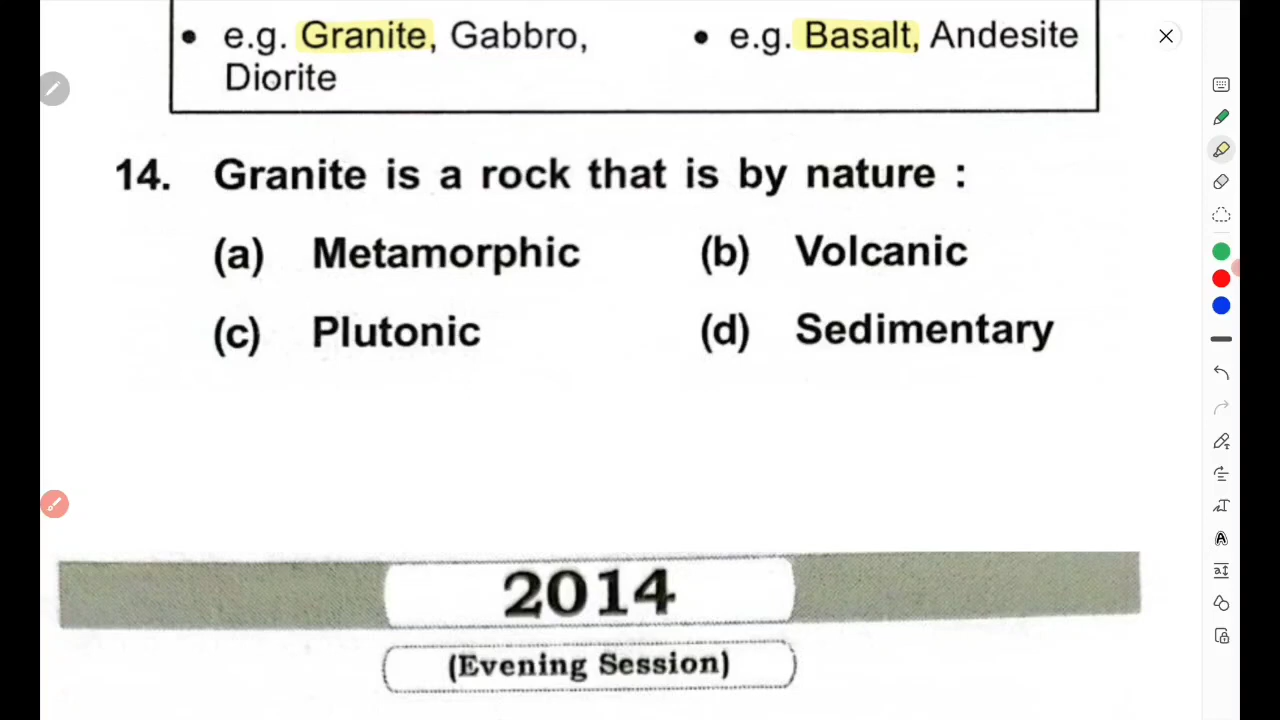 • e.g. Granite, Gabbro, Diorite
• e.g. Basalt, Andesite
14. Granite is a rock that is by nature :
(a) Metamorphic (b) Volcanic
(c) Plutonic (d) Sedimentary
2014
(Evening Session)